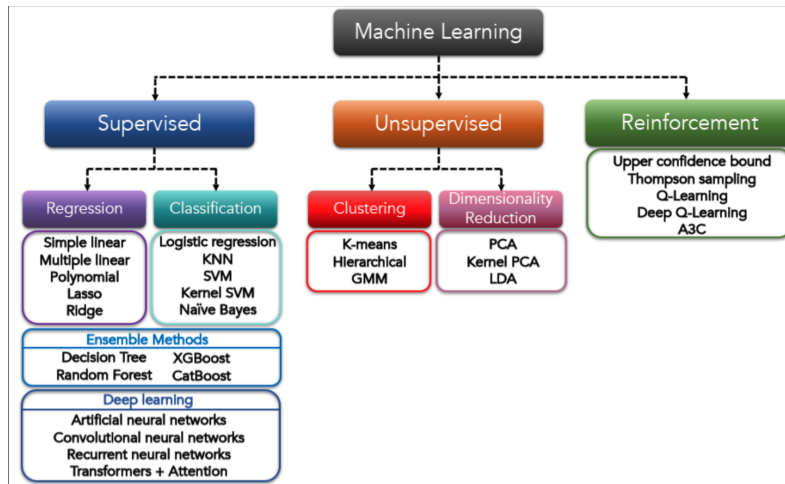 Machine Learning
Supervised
Unsupervised
Reinforcement
Upper confidence bound
Thompson sampling
Q-Learning
Deep Q-Learning
A3C
Regression
Classification
Clustering
Dimensionality
Reduction
Simple linear
Multiple linear
Polynomial
Lasso
Ridge
Logistic regression
KNN
SVM
Kernel SVM
Naïve Bayes
K-means
Hierarchical
GMM
PCA
Kernel PCA
LDA
Ensemble Methods
Decision Tree XGBoost
Random Forest CatBoost
Deep learning
Artificial neural networks
Convolutional neural networks
Recurrent neural networks
Transformers + Attention